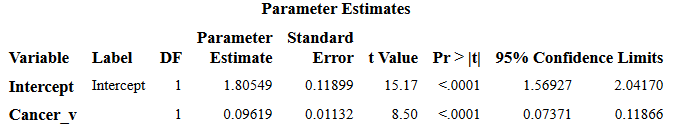 Parameter Estimates
Parameter Standard
Variable Label DF Estimate Error t Value Pr > |t| 95% Confidence Limits
Intercept Intercept 1 1.80549 0.11899 15.17 <.0001 1.56927 2.04170
Cancer_v 1 0.09619 0.01132 8.50 <.0001 0.07371 0.11866